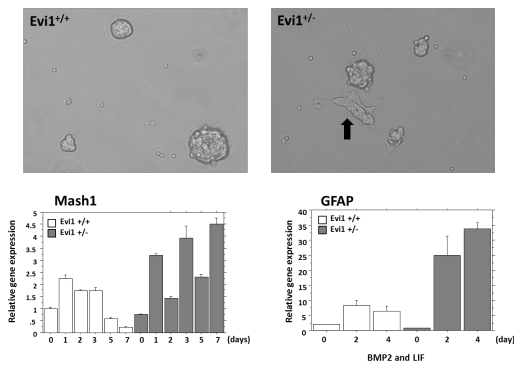 Evi1+/+
Evi1+/-
Mash1
GFAP
Relative gene expression
5
4.5
4
3.5
3
2.5
2
1.5
1
.5
0
Evi1 +/+
Evi1 +/-
0 1 2 3 5 7 0 1 2 3 5 7 (days)
Relative gene expression
40
35
30
25
20
15
10
5
0
Evi1 +/+
Evi1 +/-
0 2 4 0 2 4 (day)
BMP2 and LIF